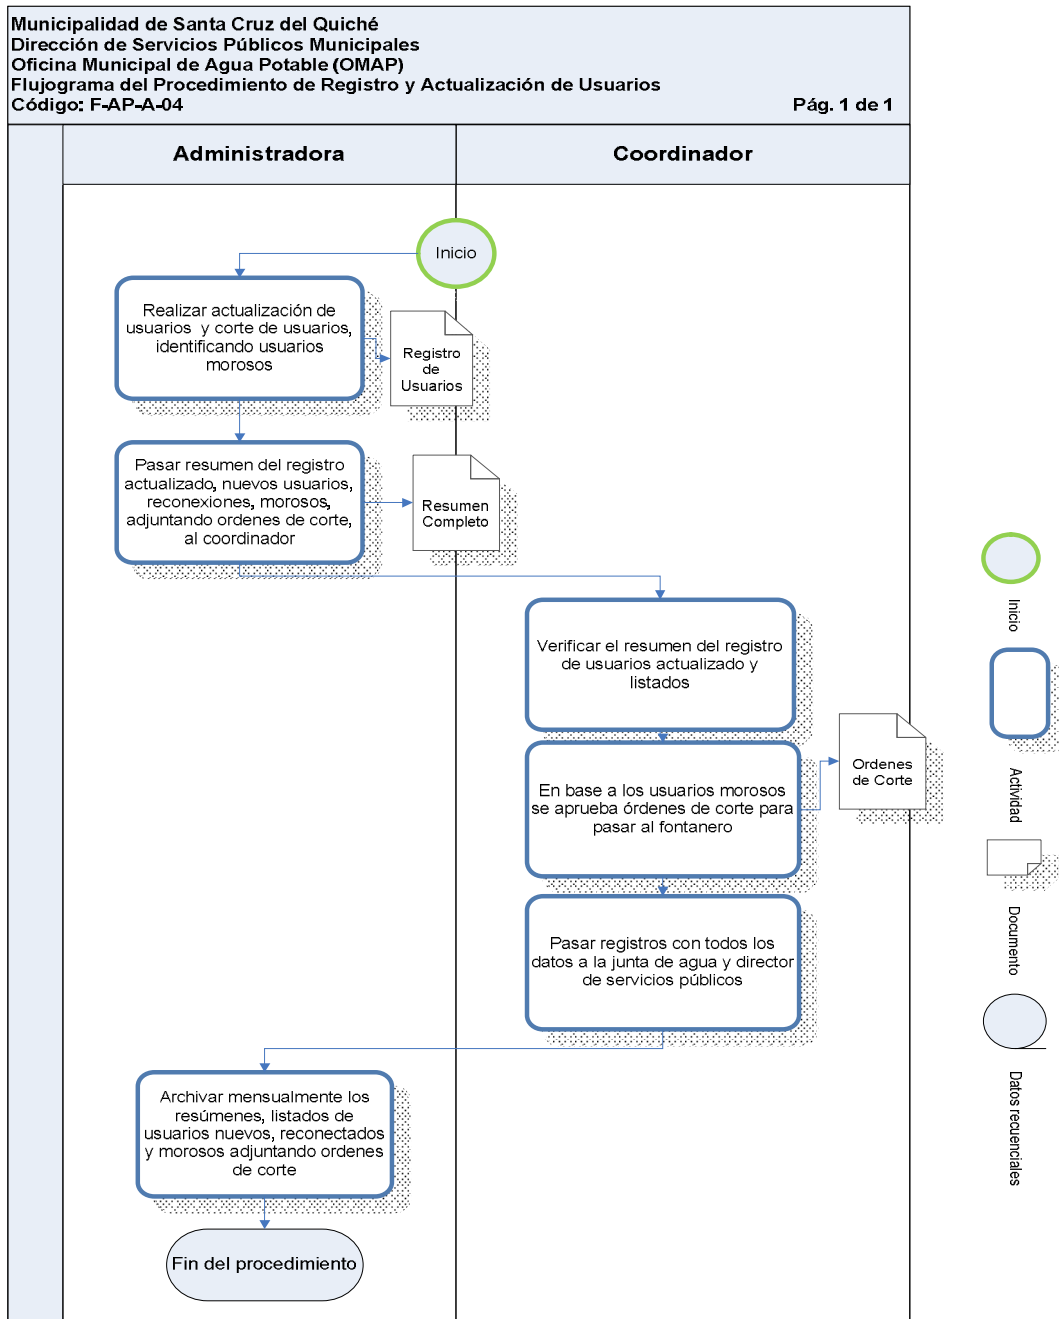 Municipalidad de Santa Cruz del Quiché
Dirección de Servicios Públicos Municipales
Oficina Municipal de Agua Potable (OMAP)
Flujograma del Procedimiento de Registro y Actualización de Usuarios
Código: F-AP-A-04 Pág. 1 de 1
Administradora
Coordinador
Inicio
Realizar actualización de
usuarios y corte de usuarios,
identificando usuarios
morosos
Registro
de
Usuarios
Pasar resumen del registro
actualizado, nuevos usuarios,
reconexiones, morosos,
adjuntando ordenes de corte,
al coordinador
Resumen
Completo
Verificar el resumen del registro
de usuarios actualizado y
listados
En base a los usuarios morosos
se aprueba órdenes de corte para
pasar al fontanero
Ordenes
de Corte
Pasar registros con todos los
datos a la junta de agua y director
de servicios públicos
Archivar mensualmente los
resúmenes, listados de
usuarios nuevos, reconectados
y morosos adjuntando ordenes
de corte
Fin del procedimiento
Inicio
Actividad
Documento
Datos recuenciales